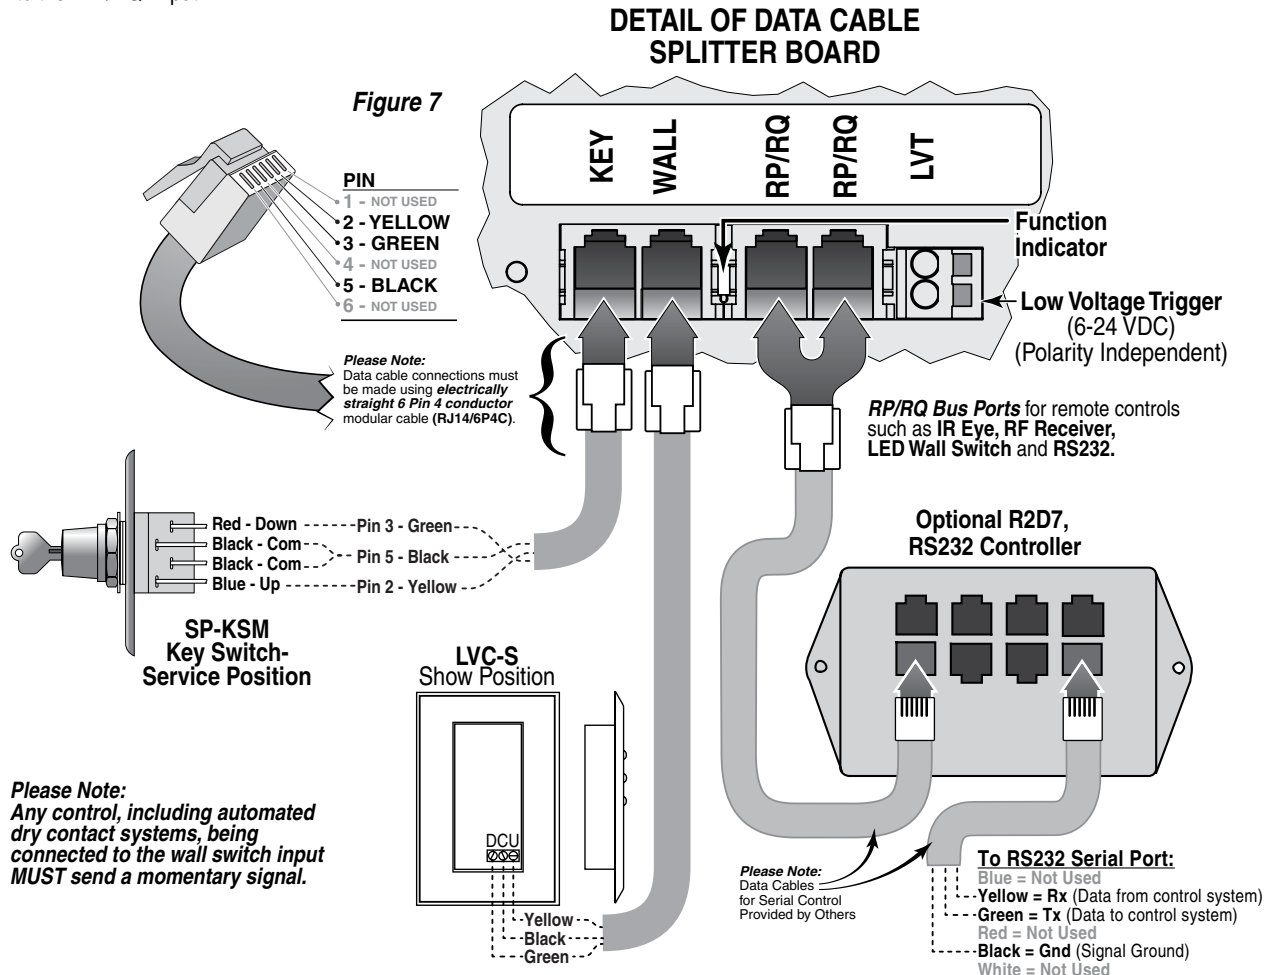 DETAIL OF DATA CABLE
SPLITTER BOARD
Figure 7
KEY
WALL
RP/RQ
RP/RQ
LVT
PIN
1 - NOT USED
2 - YELLOW
3 - GREEN
4 - NOT USED
5 - BLACK
6 - NOT USED
Function
Indicator
Low Voltage Trigger
(6-24 VDC)
(Polarity Independent)
Please Note:
Data cable connections must
be made using electrically
straight 6 Pin 4 conductor
modular cable (RJ14/6P4C).
RP/RQ Bus Ports for remote controls
such as IR Eye, RF Receiver,
LED Wall Switch and RS232.
Red - Down
Black - Com
Black - Com
Blue - Up
Pin 3 - Green
Pin 5 - Black
Pin 2 - Yellow
SP-KSM
Key Switch-
Service Position
Optional R2D7,
RS232 Controller
LVC-S
Show Position
DCU
Yellow
Black
Green
Please Note:
Any control, including automated
dry contact systems, being
connected to the wall switch input
MUST send a momentary signal.
Please Note:
Data Cables
for Serial Control
Provided by Others
To RS232 Serial Port:
Blue = Not Used
Yellow = Rx (Data from control system)
Green = Tx (Data to control system)
Red = Not Used
Black = Gnd (Signal Ground)
White = Not Used